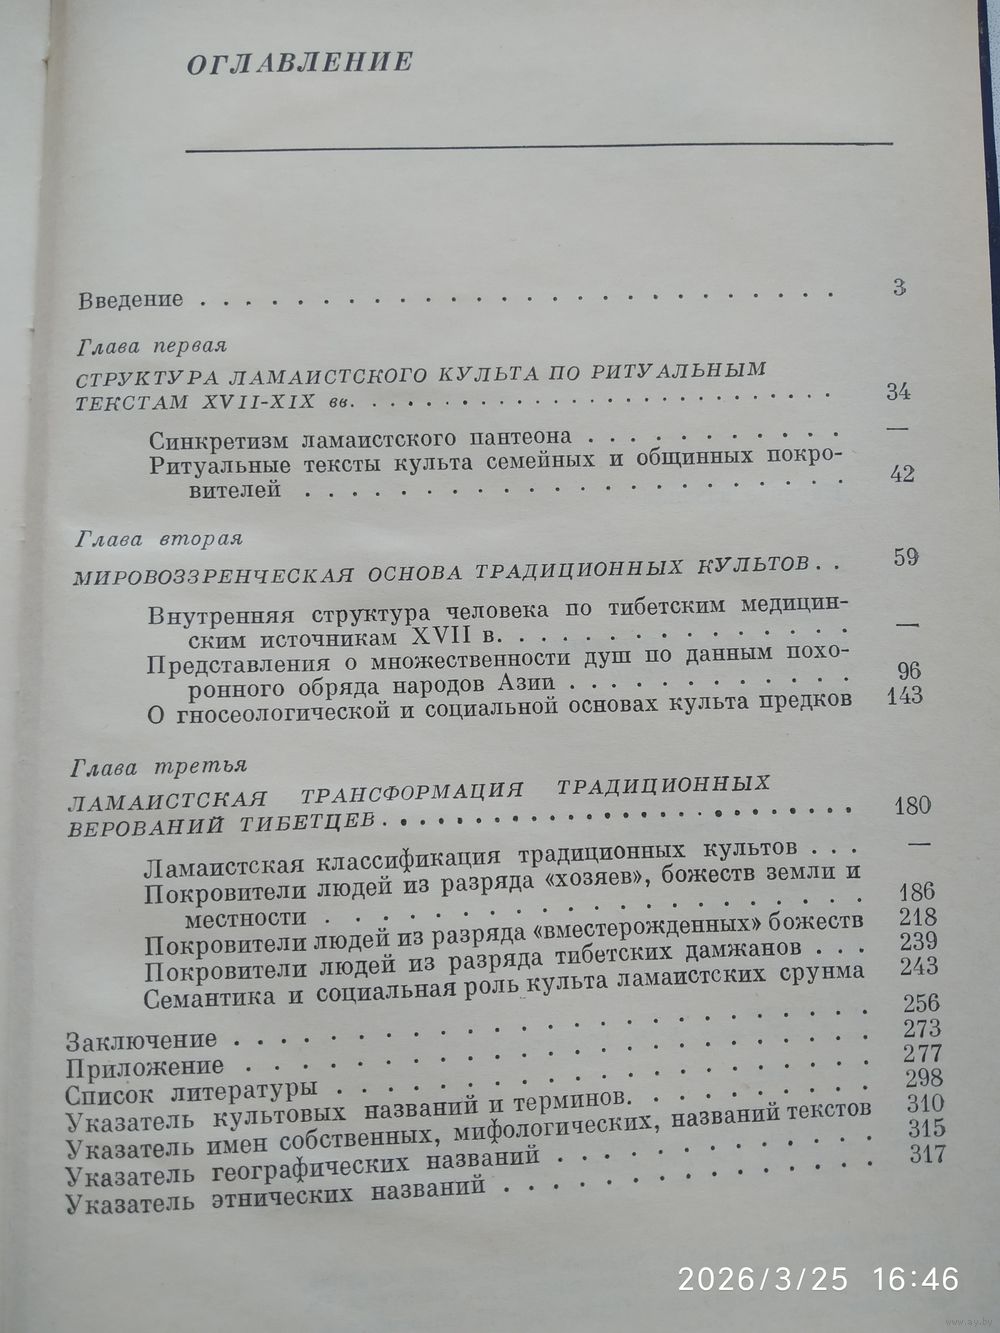 ОГЛАВЛЕНИЕ
Введение . . . . . . . . . . . . . . . . . . . . . . . . . . . 3
Глава первая
СТРУКТУРА ЛАМАИСТСКОГО КУЛЬТА ПО РИТУАЛЬНЫМ
ТЕКСТАМ XVII-XIX вв. . . . . . . . . . . . . . . . . . . . . . 34
Синкретизм ламаистского пантеона . . . . . . . . . . . —
Ритуальные тексты культа семейных и общинных покро-
вителей . . . . . . . . . . . . . . . . . . . . . . . 42
Глава вторая
МИРОВОЗЗРЕНЧЕСКАЯ ОСНОВА ТРАДИЦИОННЫХ КУЛЬТОВ . . 59
Внутренняя структура человека по тибетским медицин-
ским источникам XVII в. . . . . . . . . . . . . . . —
Представления о множественности душ по данным похо-
ронного обряда народов Азии . . . . . . . . . . . . 96
О гносеологической и социальной основах культа предков 143
Глава третья
ЛАМАИСТСКАЯ ТРАНСФОРМАЦИЯ ТРАДИЦИОННЫХ
ВЕРОВАНИЙ ТИБЕТЦЕВ . . . . . . . . . . . . . . . . . . . . . 180
Ламаистская классификация традиционных культов . . . —
Покровители людей из разряда «хозяев», божеств земли и
местности . . . . . . . . . . . . . . . . . . . . . . 186
Покровители людей из разряда «вместерожденных» божеств 218
Покровители людей из разряда тибетских дамжанов . . . 239
Семантика и социальная роль культа ламаистских срунма 243
Заключение . . . . . . . . . . . . . . . . . . . . . . . . . 256
Приложение . . . . . . . . . . . . . . . . . . . . . . . . . 273
Список литературы . . . . . . . . . . . . . . . . . . . . . 277
Указатель культовых названий и терминов. . . . . . . . . . 298
Указатель имен собственных, мифологических, названий текстов 310
Указатель географических названий . . . . . . . . . . . . . 315
Указатель этнических названий . . . . . . . . . . . . . . . 317
2026/3/25 16:46
www.ay.by